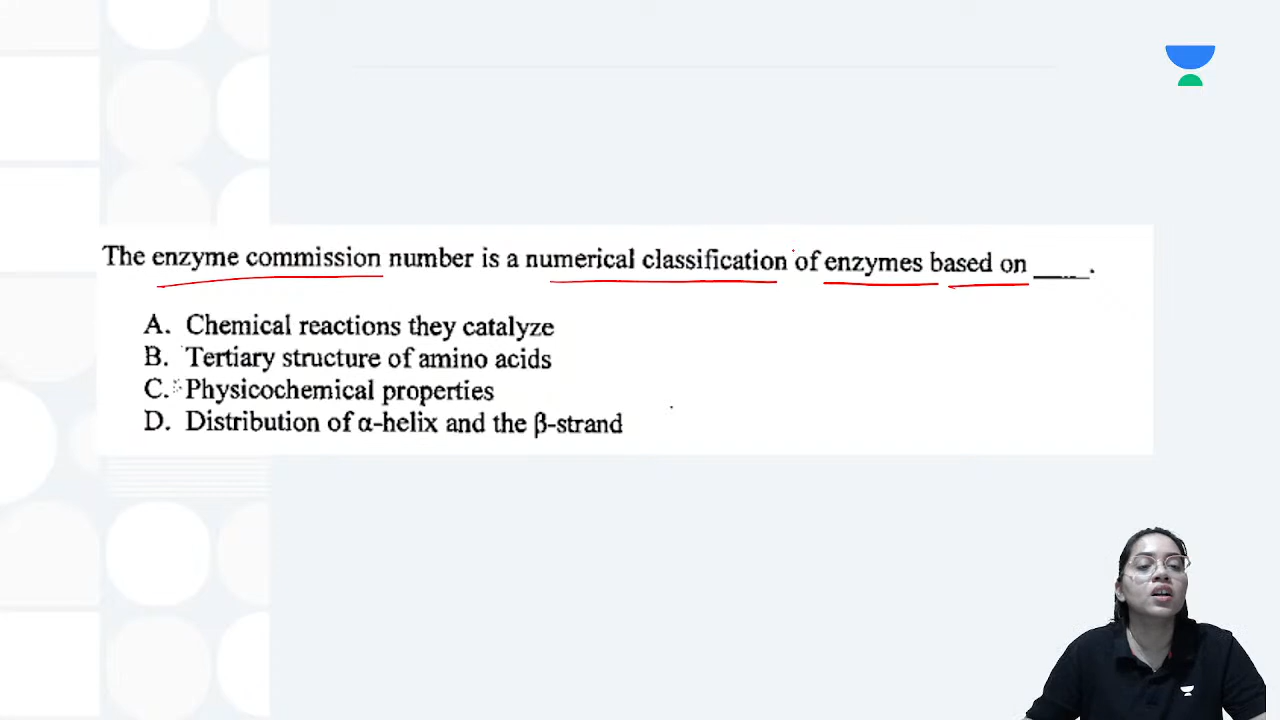 The enzyme commission number is a numerical classification of enzymes based on ____.
A. Chemical reactions they catalyze
B. Tertiary structure of amino acids
C. Physicochemical properties
D. Distribution of α-helix and the β-strand